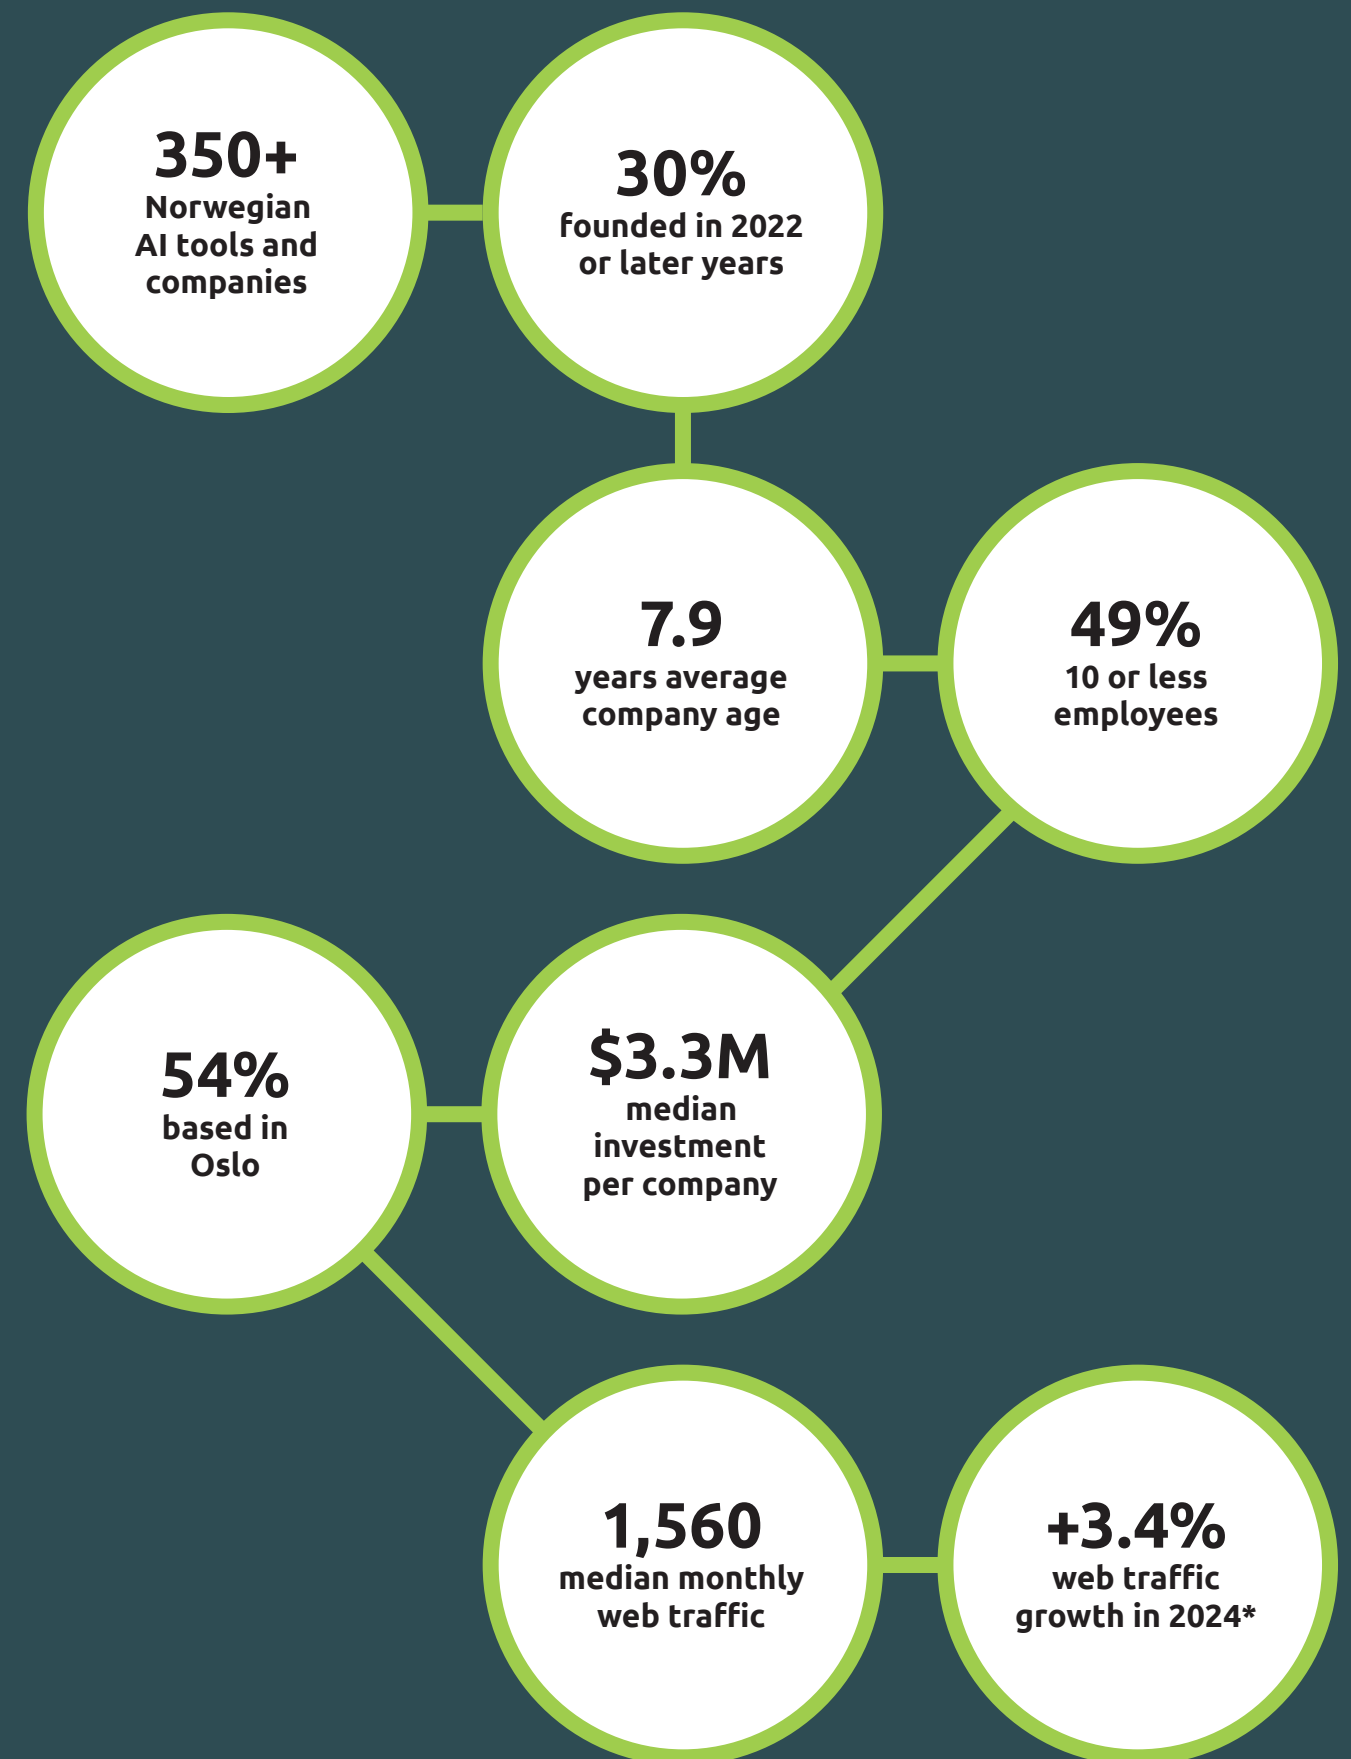 350+
Norwegian
AI tools and
companies
30%
founded in 2022
or later years
7.9
years average
company age
49%
10 or less
employees
54%
based in
Oslo
$3.3M
median
investment
per company
1,560
median monthly
web traffic
+3.4%
web traffic
growth in 2024*